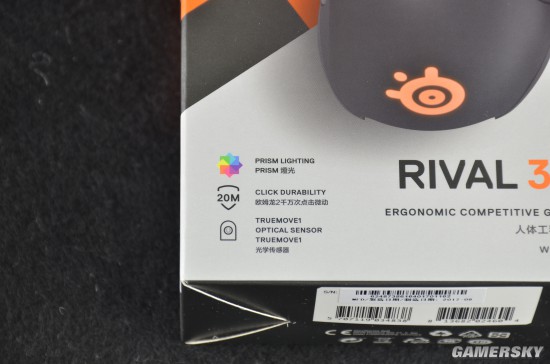 PRISM LIGHTING
PRISM 熠光
20M
CLICK DURABILITY
欧姆龙2千万次点击微动
TRUEMOVE1
OPTICAL SENSOR
TRUEMOVE1
光学传感器
RIVAL 3
ERGONOMIC COMPETITIVE G
人体工
W
S/N:
GAMERSKY